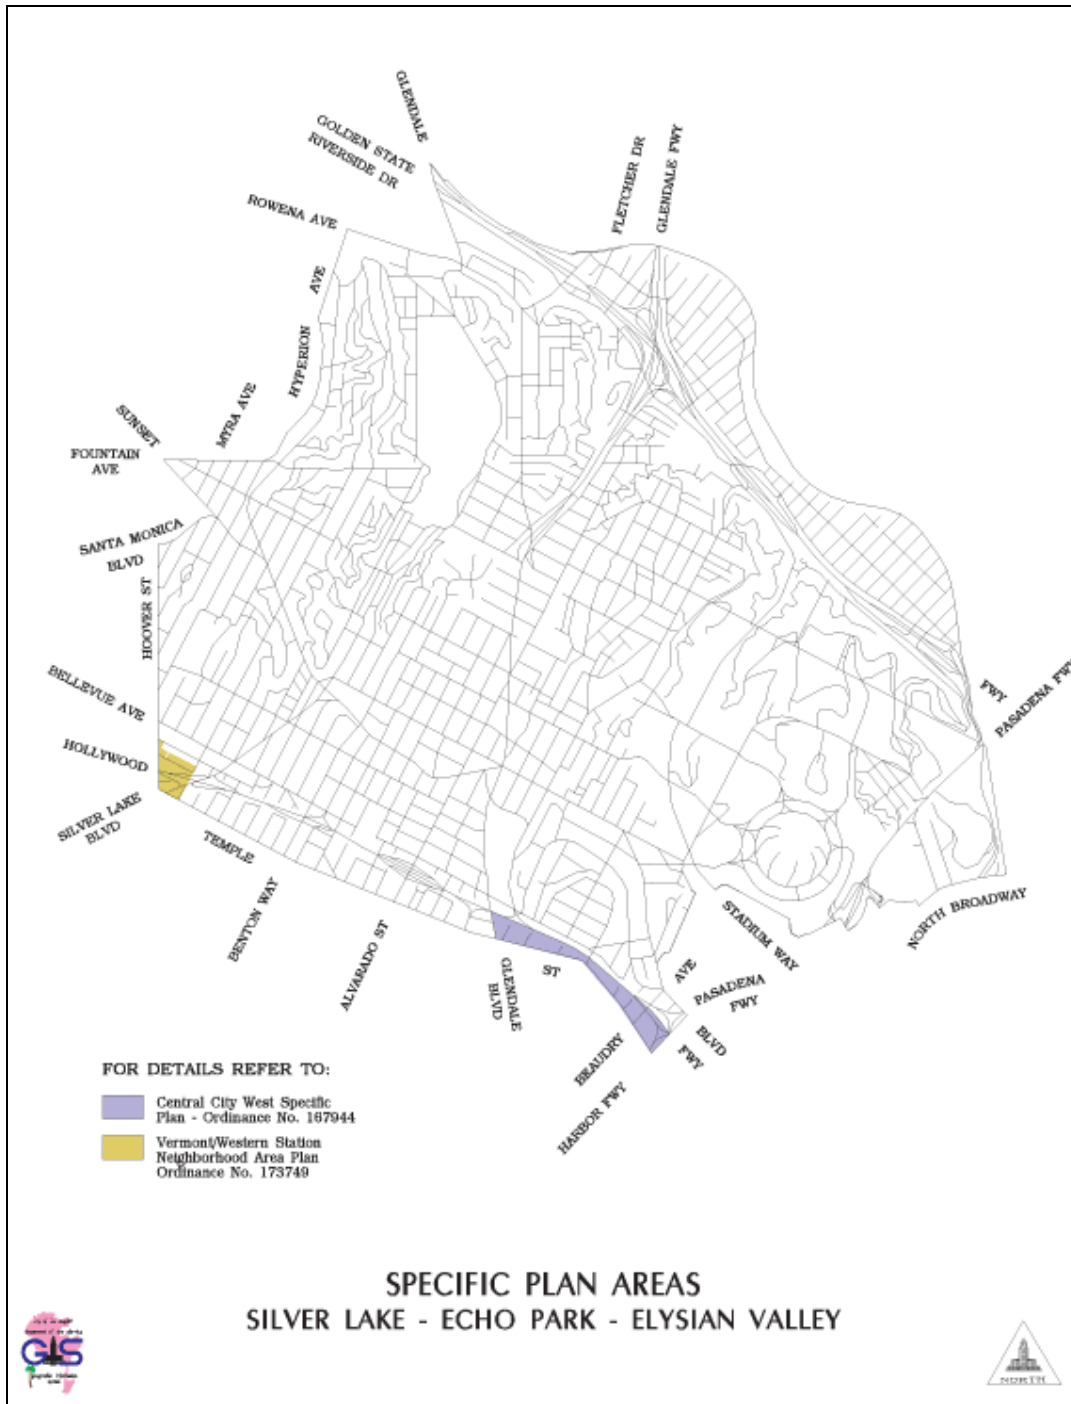 GLENDALE
GOLDEN STATE
RIVERSIDE DR
FLETCHER DR
GLENDALE FWY
ROWENA AVE
AVE
HYPERION
MYRA AVE
SUNSET
FOUNTAIN
AVE
SANTA MONICA
BLVD
HOOVER ST
BELLEVUE AVE
HOLLYWOOD
SILVER LAKE
BLVD
TEMPLE
BENTON WAY
ALVARADO ST
GLENDALE
BLVD
ST
FWY
PASADENA FWY
NORTH BROADWAY
STADIUM WAY
AVE
PASADENA
FWY
BLVD
FWY
BEAUDRY
HARBOR FWY
FOR DETAILS REFER TO:
Central City West Specific
Plan - Ordinance No. 167944
Vermont/Western Station
Neighborhood Area Plan
Ordinance No. 173749
SPECIFIC PLAN AREAS
SILVER LAKE - ECHO PARK - ELYSIAN VALLEY
GIS
NORTH